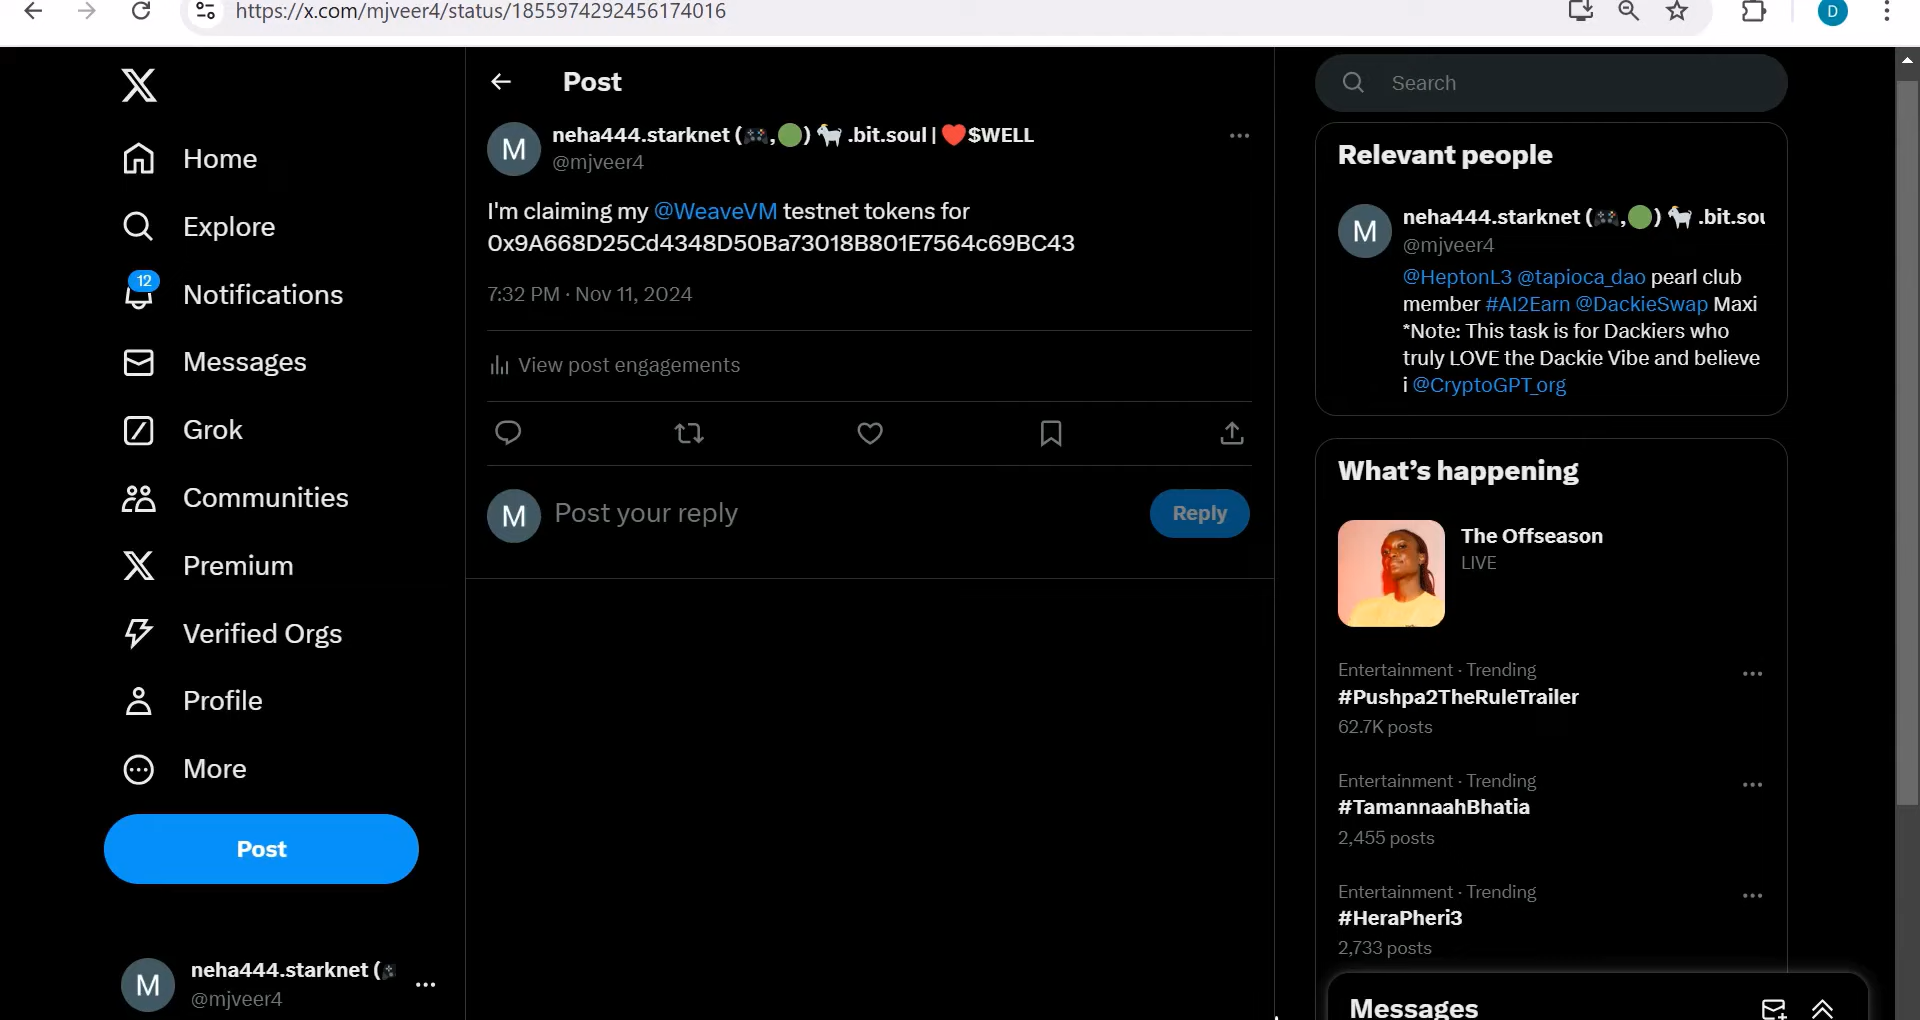 https://x.com/mjveer4/status/1855974292456174016
D
Home
Explore
12
Notifications
Messages
Grok
Communities
Premium
Verified Orgs
Profile
More
Post
M
neha444.starknet (🎮
@mjveer4
Post
M
neha444.starknet (🎮,🟢) 🐐 .bit.soul | ❤️$WELL
@mjveer4
I'm claiming my @WeaveVM testnet tokens for
0x9A668D25Cd4348D50Ba73018B801E7564c69BC43
7:32 PM · Nov 11, 2024
View post engagements
M
Post your reply
Reply
Search
Relevant people
M
neha444.starknet (🎮,🟢) 🐐 .bit.sou
@mjveer4
@HeptonL3 @tapioca_dao pearl club
member #AI2Earn @DackieSwap Maxi
*Note: This task is for Dackiers who
truly LOVE the Dackie Vibe and believe
i @CryptoGPT_org
What's happening
The Offseason
LIVE
Entertainment · Trending
#Pushpa2TheRuleTrailer
62.7K posts
Entertainment · Trending
#TamannaahBhatia
2,455 posts
Entertainment · Trending
#HeraPheri3
2,733 posts
Messages